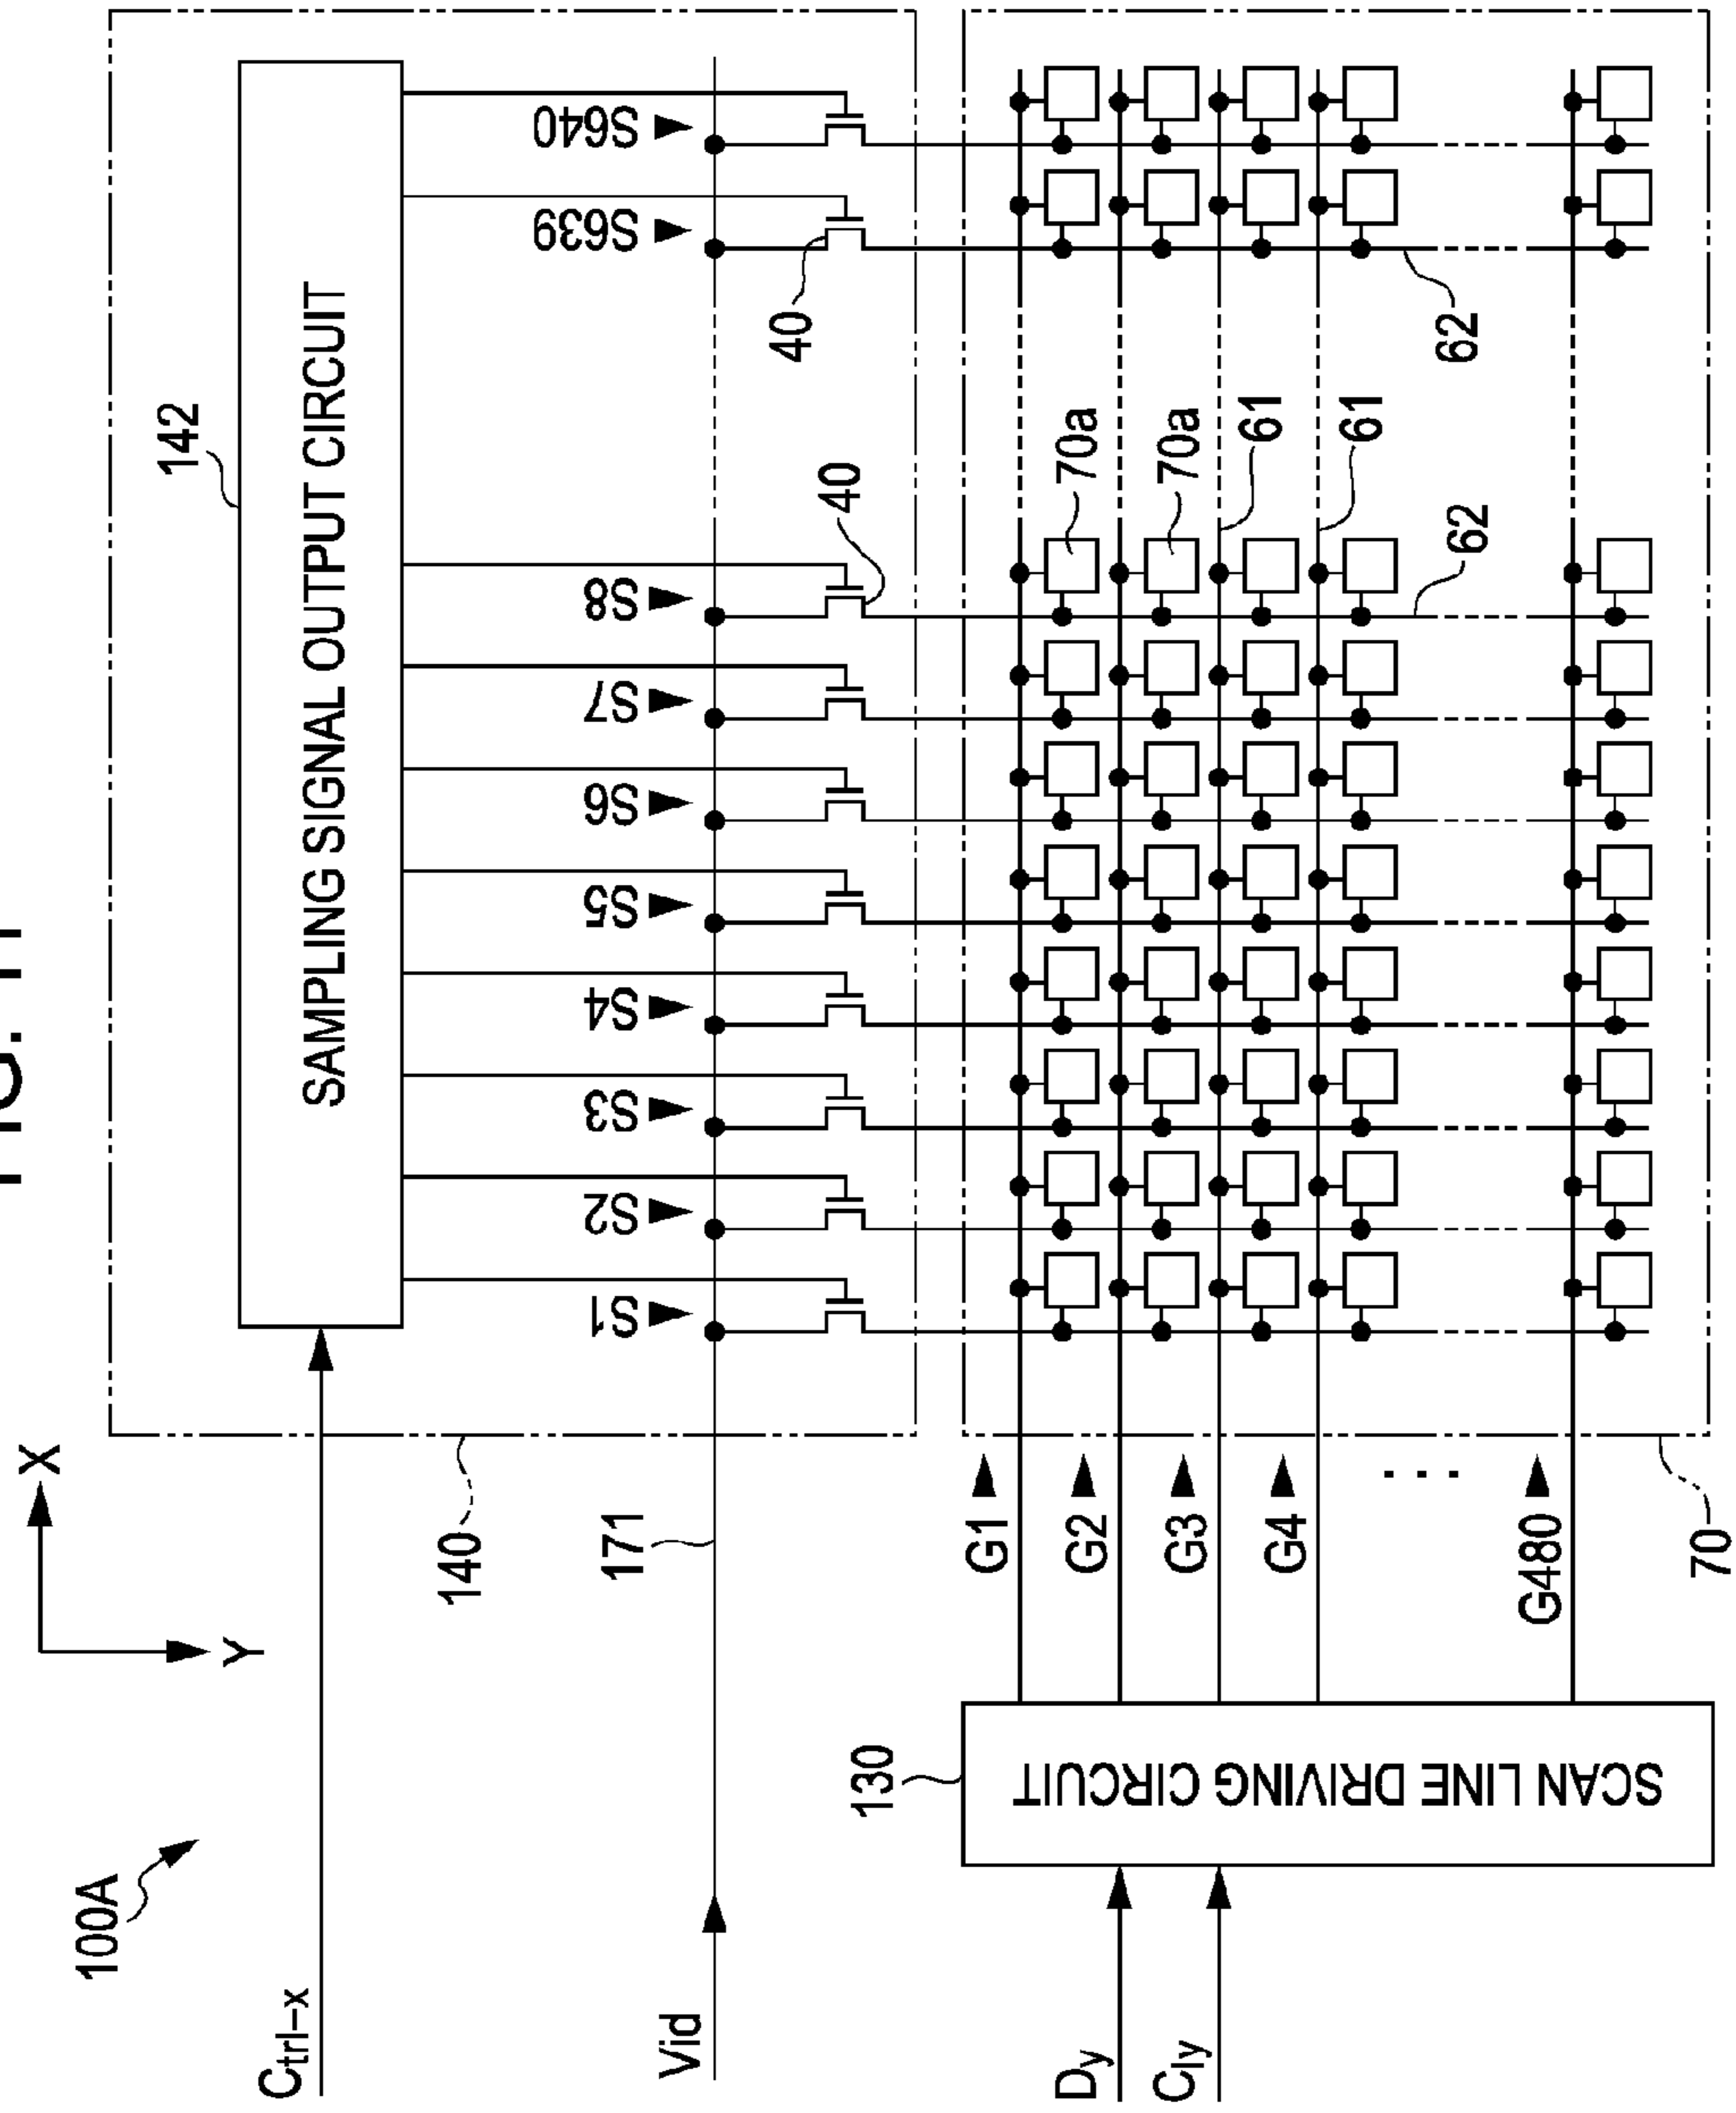 X
Y
100A
142
SAMPLING SIGNAL OUTPUT CIRCUIT
Ctrl-x
140
S1
S2
S3
S4
S5
S6
S7
S8
S639
S640
Vid
171
40
40
130
SCAN LINE DRIVING CIRCUIT
Dy
Cly
G1
G2
G3
G4
...
G480
70a
70a
61
61
62
62
70